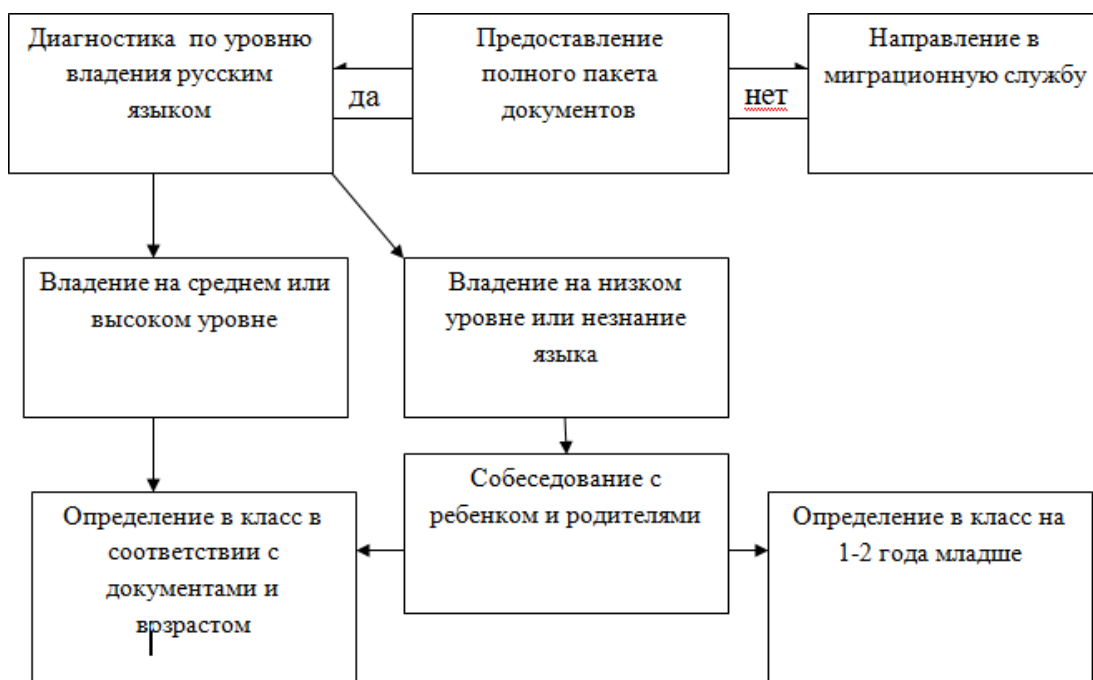 Диагностика по уровню
владения русским
языком
да
Предоставление
полного пакета
документов
нет
Направление в
миграционную службу
Владение на среднем или
высоком уровне
Владение на низком
уровне или незнание
языка
Собеседование с
ребенком и родителями
Определение в класс в
соответствии с
документами и
врзрастом
Определение в класс на
1-2 года младше